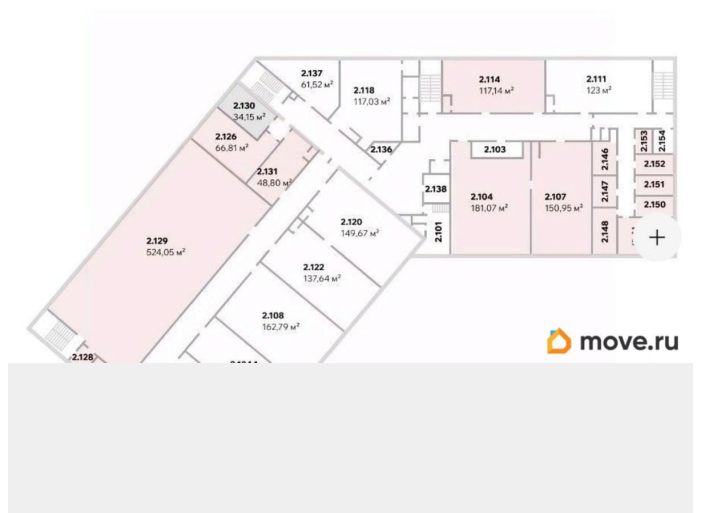 2.137
61,52 м²
2.118
117,03 м²
2.114
117,14 м²
2.111
123 м²
2.130
34,15 м²
2.126
66,81 м²
2.131
48,80 м²
2.136
2.103
2.153
2.154
2.146
2.152
2.147
2.151
2.150
2.138
2.104
181,07 м²
2.107
150,95 м²
2.148
2.101
2.120
149,67 м²
2.129
524,05 м²
2.122
137,64 м²
2.108
162,79 м²
2.128
move.ru